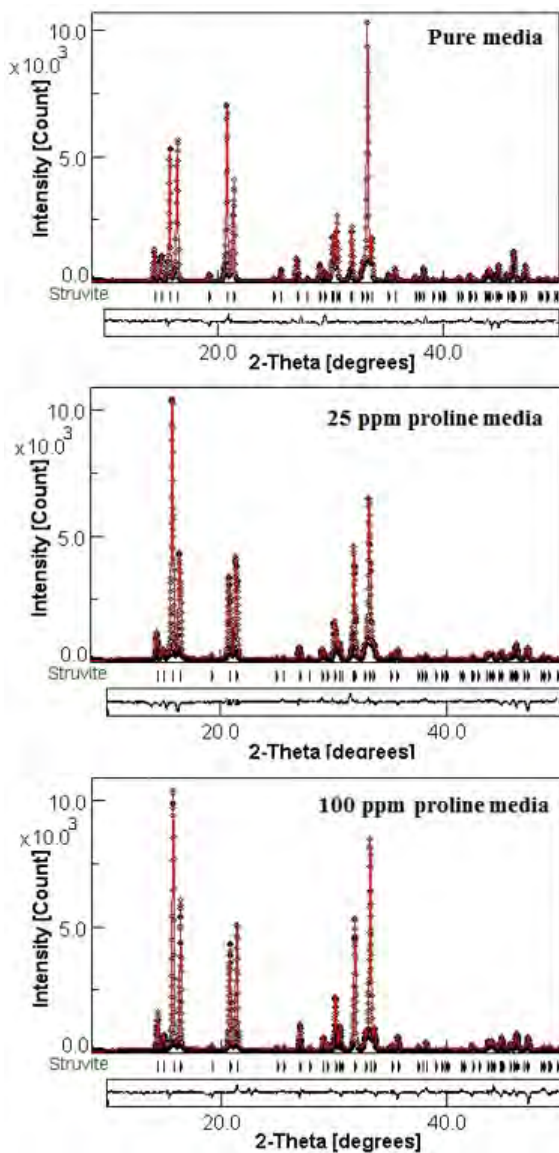 Pure media
10.0
x10.0³
5.0
0.0
Intensity [Count]
Struvite
20.0 40.0
2-Theta [degrees]
25 ppm proline media
10.0
x10.0³
5.0
0.0
Intensity [Count]
Struvite
20.0 40.0
2-Theta [degrees]
100 ppm proline media
10.0
x10.0³
5.0
0.0
Intensity [Count]
Struvite
20.0 40.0
2-Theta [degrees]